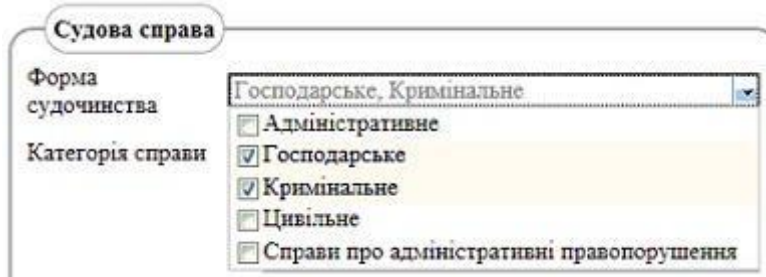 Судова справа
Форма
судочинства
Господарське, Кримінальне
Адміністративне
Категорія справи
Господарське
Кримінальне
Цивільне
Справи про адміністративні правопорушення